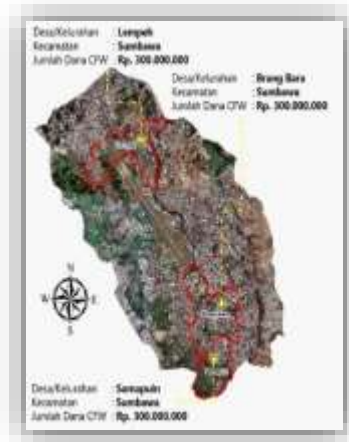 Desa/Kelurahan : Lempeh
Kecamatan : Sumbawa
Jumlah Dana CFW : Rp. 300.000.000
Desa/Kelurahan : Brang Bara
Kecamatan : Sumbawa
Jumlah Dana CFW : Rp. 300.000.000
N
W E
S
Desa/Kelurahan : Samapuin
Kecamatan : Sumbawa
Jumlah Dana CFW : Rp. 300.000.000